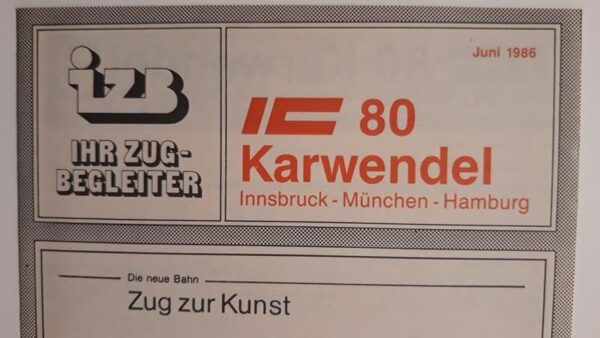 izb
IHR ZUG-
BEGLEITER
Juni 1986
IC 80
Karwendel
Innsbruck - München - Hamburg
Die neue Bahn
Zug zur Kunst